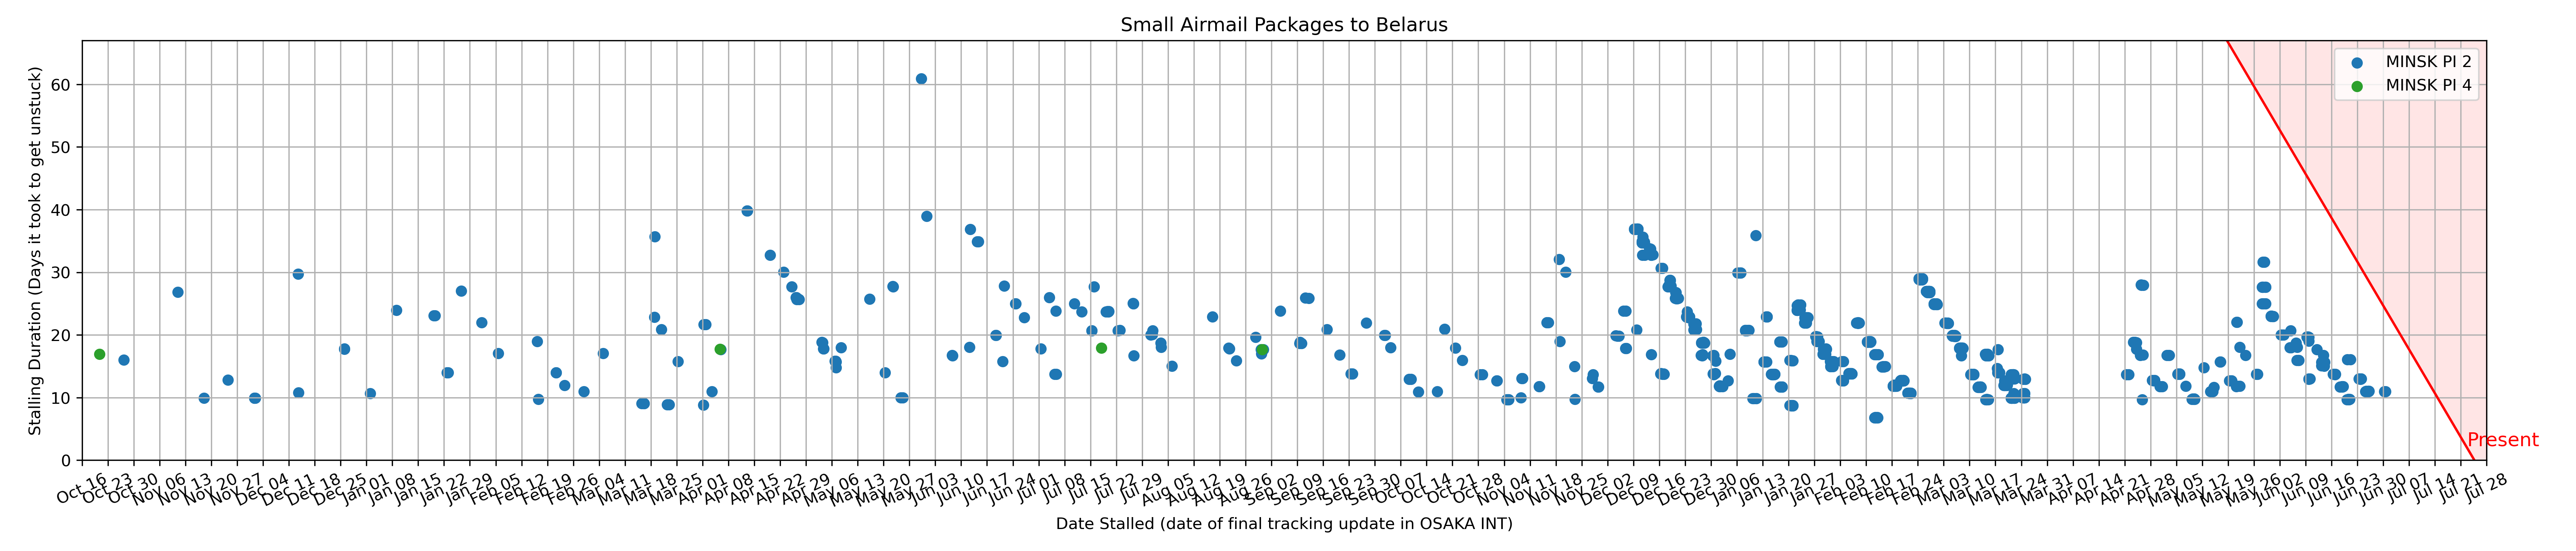 Small Airmail Packages to Belarus
MINSK PI 2
MINSK PI 4
Stalling Duration (Days it took to get unstuck)
60
50
40
30
20
10
0
Present
Oct 16
Oct 23
Oct 30
Nov 06
Nov 13
Nov 20
Nov 27
Dec 04
Dec 11
Dec 18
Dec 25
Jan 01
Jan 08
Jan 15
Jan 22
Jan 29
Feb 05
Feb 12
Feb 19
Feb 26
Mar 04
Mar 11
Mar 18
Mar 25
Apr 01
Apr 08
Apr 15
Apr 22
Apr 29
May 06
May 13
May 20
May 27
Jun 03
Jun 10
Jun 17
Jun 24
Jul 01
Jul 08
Jul 15
Jul 22
Jul 29
Aug 05
Aug 12
Aug 19
Aug 26
Sep 02
Sep 09
Sep 16
Sep 23
Sep 30
Oct 07
Oct 14
Oct 21
Oct 28
Nov 04
Nov 11
Nov 18
Nov 25
Dec 02
Dec 09
Dec 16
Dec 23
Dec 30
Jan 06
Jan 13
Jan 20
Jan 27
Feb 03
Feb 10
Feb 17
Feb 24
Mar 03
Mar 10
Mar 17
Mar 24
Mar 31
Apr 07
Apr 14
Apr 21
Apr 28
May 05
May 12
May 19
May 26
Jun 02
Jun 09
Jun 16
Jun 23
Jun 30
Jul 07
Jul 14
Jul 21
Jul 28
Date Stalled (date of final tracking update in OSAKA INT)